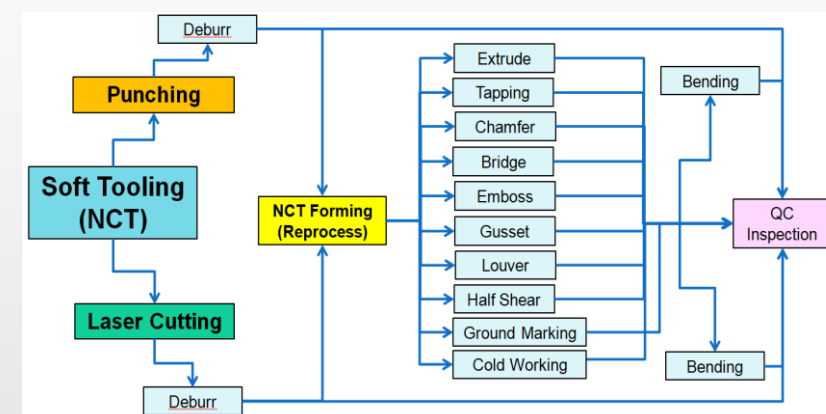 Deburr
Punching
Soft Tooling
(NCT)
Laser Cutting
Deburr
NCT Forming
(Reprocess)
Extrude
Tapping
Chamfer
Bridge
Emboss
Gusset
Louver
Half Shear
Ground Marking
Cold Working
Bending
Bending
QC
Inspection